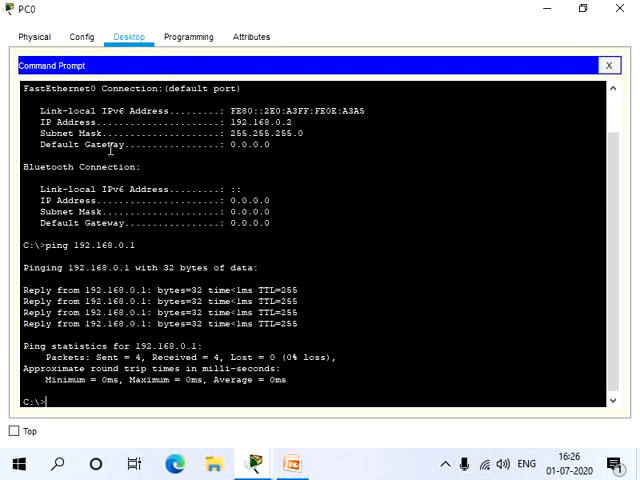 PC0
Physical Config Desktop Programming Attributes
Command Prompt X
FastEthernet0 Connection:(default port)
Link-local IPv6 Address.........: FE80::2E0:A3FF:FE0E:A3A5
IP Address......................: 192.168.0.2
Subnet Mask.....................: 255.255.255.0
Default Gateway.................: 0.0.0.0
Bluetooth Connection:
Link-local IPv6 Address.........: ::
IP Address......................: 0.0.0.0
Subnet Mask.....................: 0.0.0.0
Default Gateway.................: 0.0.0.0
C:\>ping 192.168.0.1
Pinging 192.168.0.1 with 32 bytes of data:
Reply from 192.168.0.1: bytes=32 time<1ms TTL=255
Reply from 192.168.0.1: bytes=32 time<1ms TTL=255
Reply from 192.168.0.1: bytes=32 time<1ms TTL=255
Reply from 192.168.0.1: bytes=32 time<1ms TTL=255
Ping statistics for 192.168.0.1:
Packets: Sent = 4, Received = 4, Lost = 0 (0% loss),
Approximate round trip times in milli-seconds:
Minimum = 0ms, Maximum = 0ms, Average = 0ms
C:\>
Top
ENG
16:26
01-07-2020
1